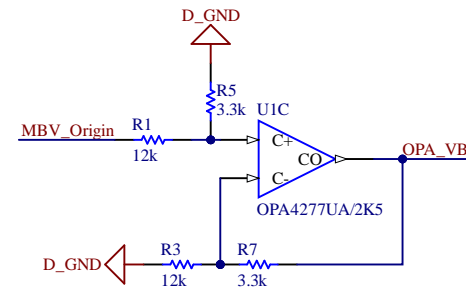 D_GND
R5
3.3k
U1C
MBV_Origin
R1
12k
C+
CO
C-
OPA_VB
OPA4277UA/2K5
D_GND
R3
12k
R7
3.3k